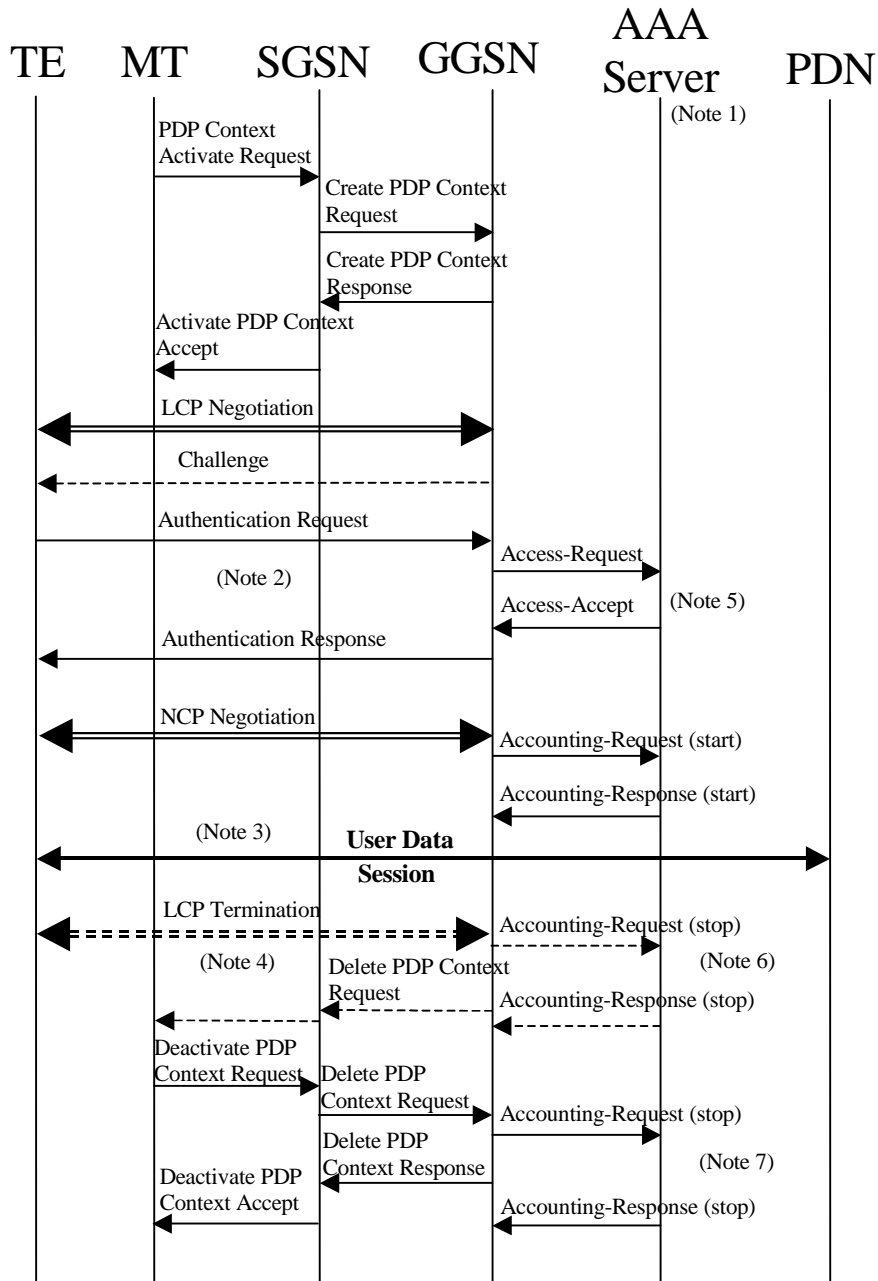 TE MT SGSN GGSN AAA Server PDN
(Note 1)
PDP Context
Activate Request
Create PDP Context
Request
Create PDP Context
Response
Activate PDP Context
Accept
LCP Negotiation
Challenge
Authentication Request
Access-Request
(Note 2)
Access-Accept
(Note 5)
Authentication Response
NCP Negotiation
Accounting-Request (start)
Accounting-Response (start)
(Note 3)
User Data
Session
LCP Termination
Accounting-Request (stop)
(Note 4)
Delete PDP Context
Request
(Note 6)
Accounting-Response (stop)
Deactivate PDP
Context Request
Delete PDP
Context Request
Accounting-Request (stop)
Delete PDP
Context Response
(Note 7)
Deactivate PDP
Context Accept
Accounting-Response (stop)